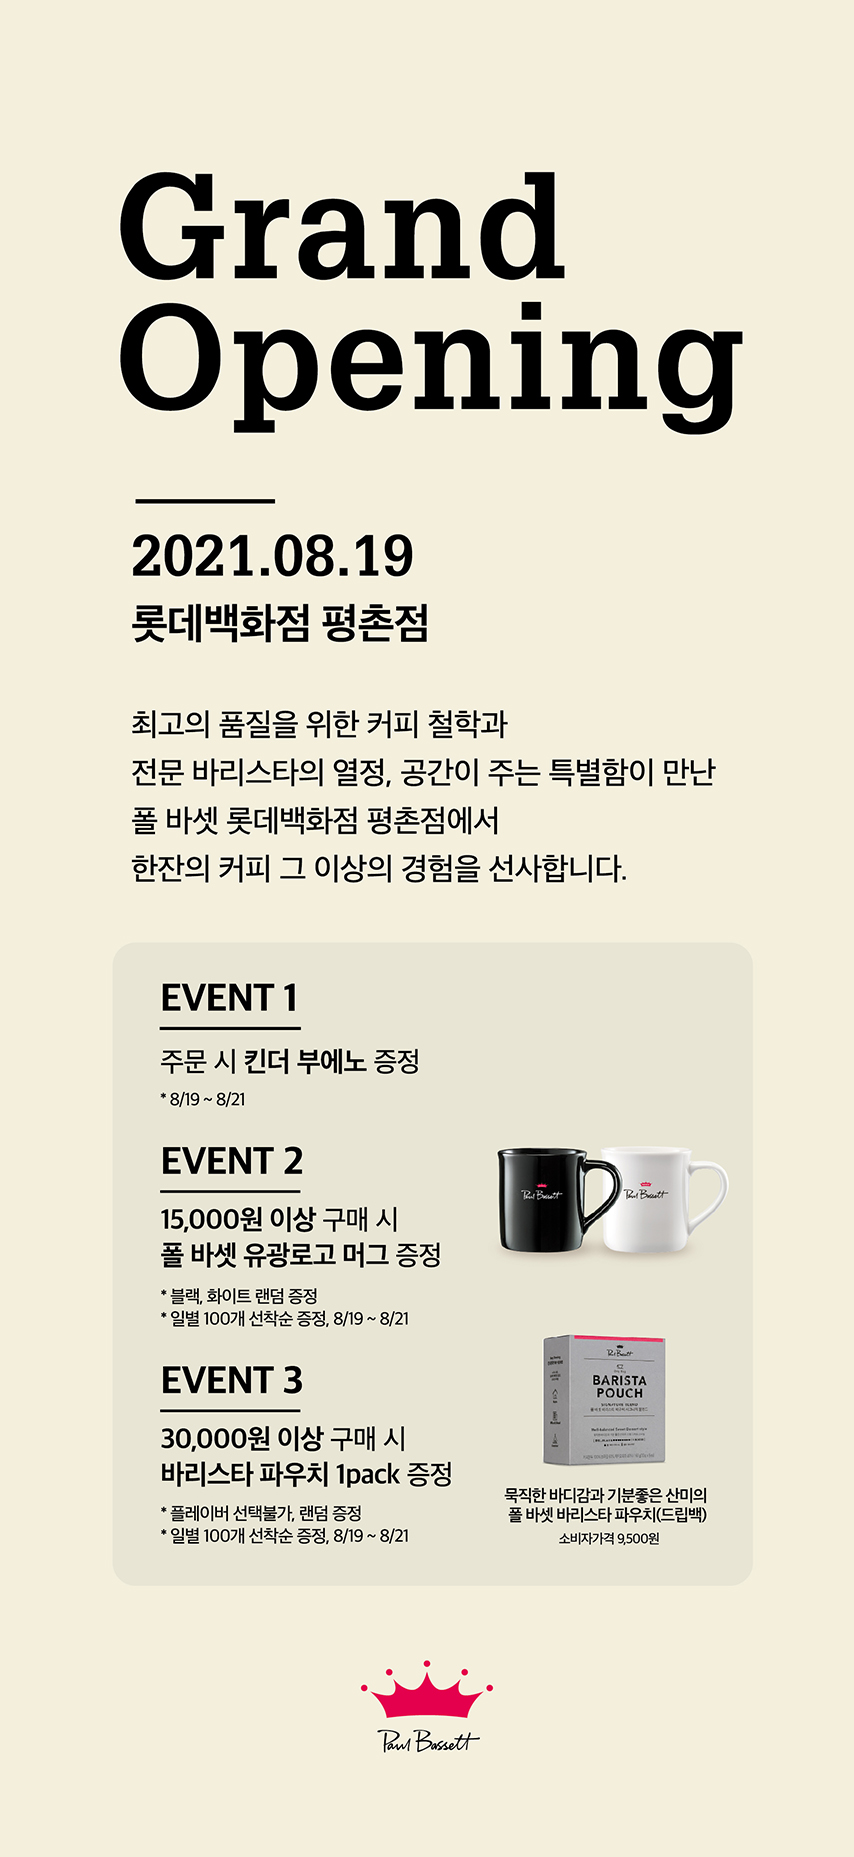 Grand
Opening
2021.08.19
롯데백화점 평촌점
최고의 품질을 위한 커피 철학과
전문 바리스타의 열정, 공간이 주는 특별함이 만난
폴 바셋 롯데백화점 평촌점에서
한잔의 커피 그 이상의 경험을 선사합니다.
EVENT 1
주문 시 킨더 부에노 증정
* 8/19 ~ 8/21
EVENT 2
15,000원 이상 구매 시
폴 바셋 유광로고 머그 증정
* 블랙, 화이트 랜덤 증정
* 일별 100개 선착순 증정, 8/19 ~ 8/21
Paul Bassett
Paul Bassett
EVENT 3
30,000원 이상 구매 시
바리스타 파우치 1pack 증정
* 플레이버 선택불가, 랜덤 증정
* 일별 100개 선착순 증정, 8/19 ~ 8/21
Paul Bassett
BARISTA
POUCH
묵직한 바디감과 기분좋은 산미의
폴 바셋 바리스타 파우치(드립백)
소비자가격 9,500원
Paul Bassett